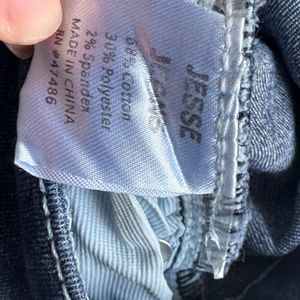 JESSE
JEANS
68% Cotton
30% Polyester
2% Spandex
MADE IN CHINA
RN #47486